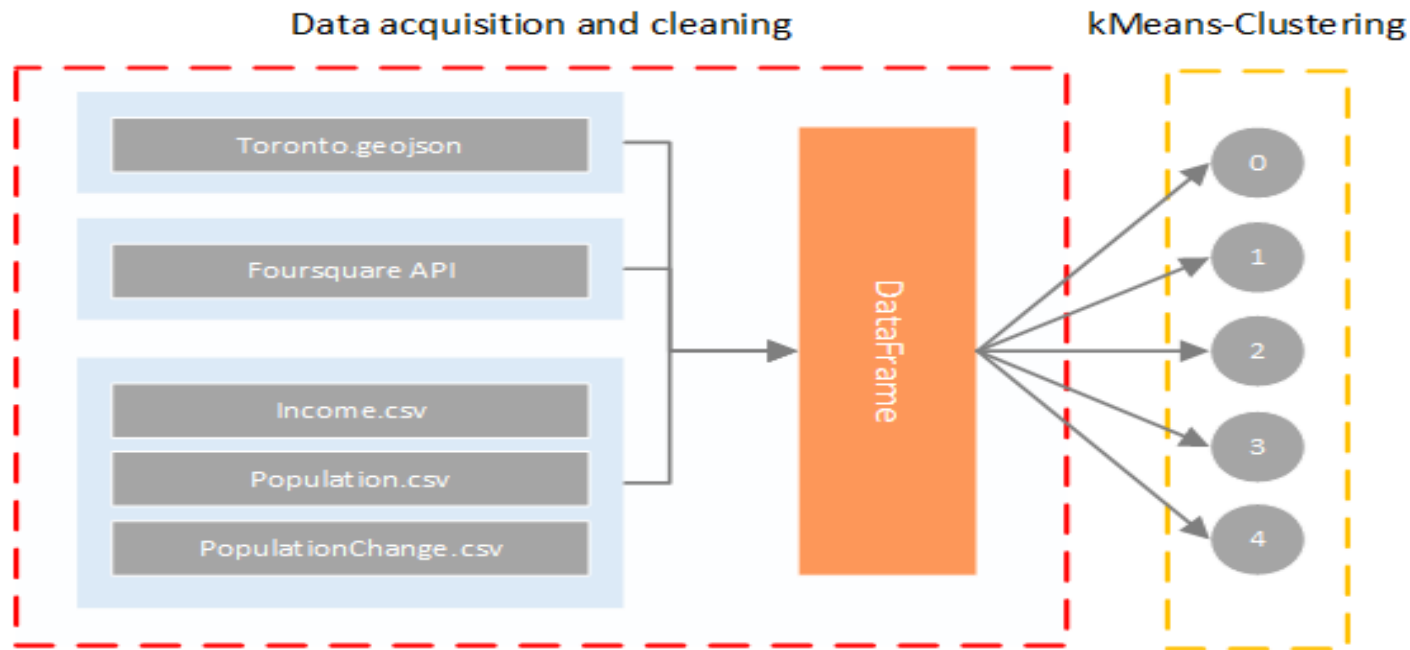 Data acquisition and cleaning
kMeans-Clustering
Toronto.geojson
Foursquare API
Income.csv
Population.csv
PopulationChange.csv
DataFrame
0
1
2
3
4